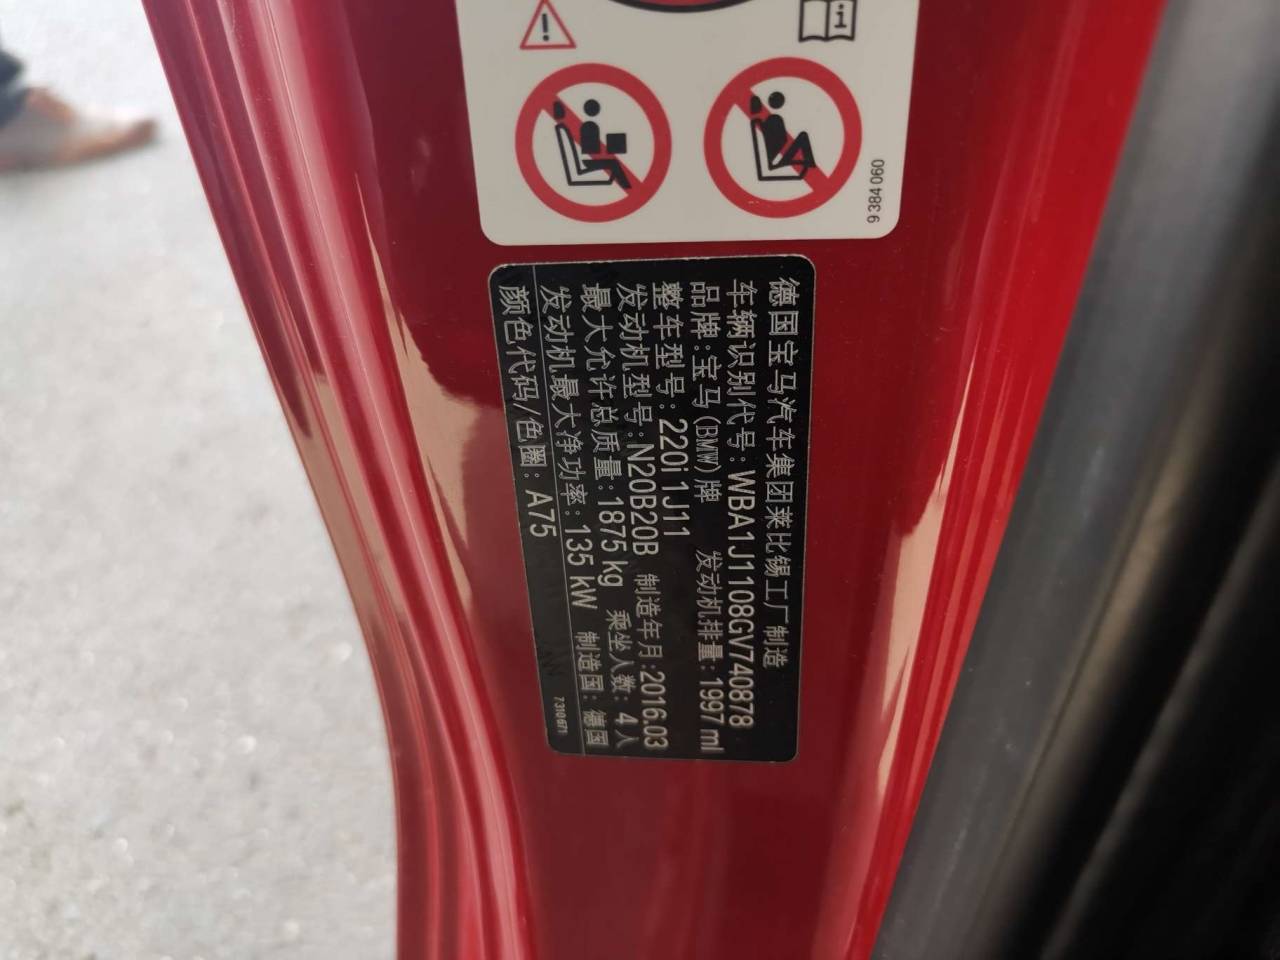 9 384 060
德国宝马汽车集团莱比锡工厂制造
车辆识别代号:WBA1J1108GV740878
品牌:宝马(BMW)牌 发动机排量:1997 ml
整车型号:220i 1J11
发动机型号:N20B20B 制造年月:2016.03
最大允许总质量:1875 kg 乘坐人数: 4人
发动机最大净功率:135 kW 制造国:德国
颜色代码/色圈: A75
7310671